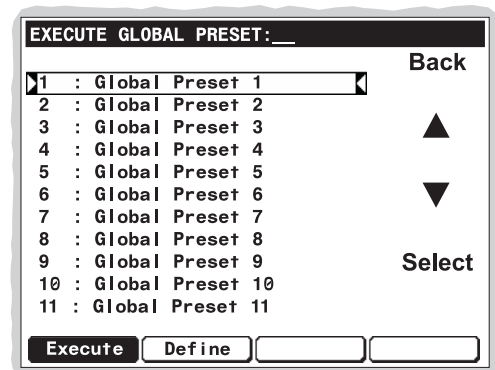 EXECUTE GLOBAL PRESET:__
Back
1 : Global Preset 1
2 : Global Preset 2
3 : Global Preset 3
4 : Global Preset 4
5 : Global Preset 5
6 : Global Preset 6
7 : Global Preset 7
8 : Global Preset 8
9 : Global Preset 9
Select
10 : Global Preset 10
11 : Global Preset 11
Execute Define